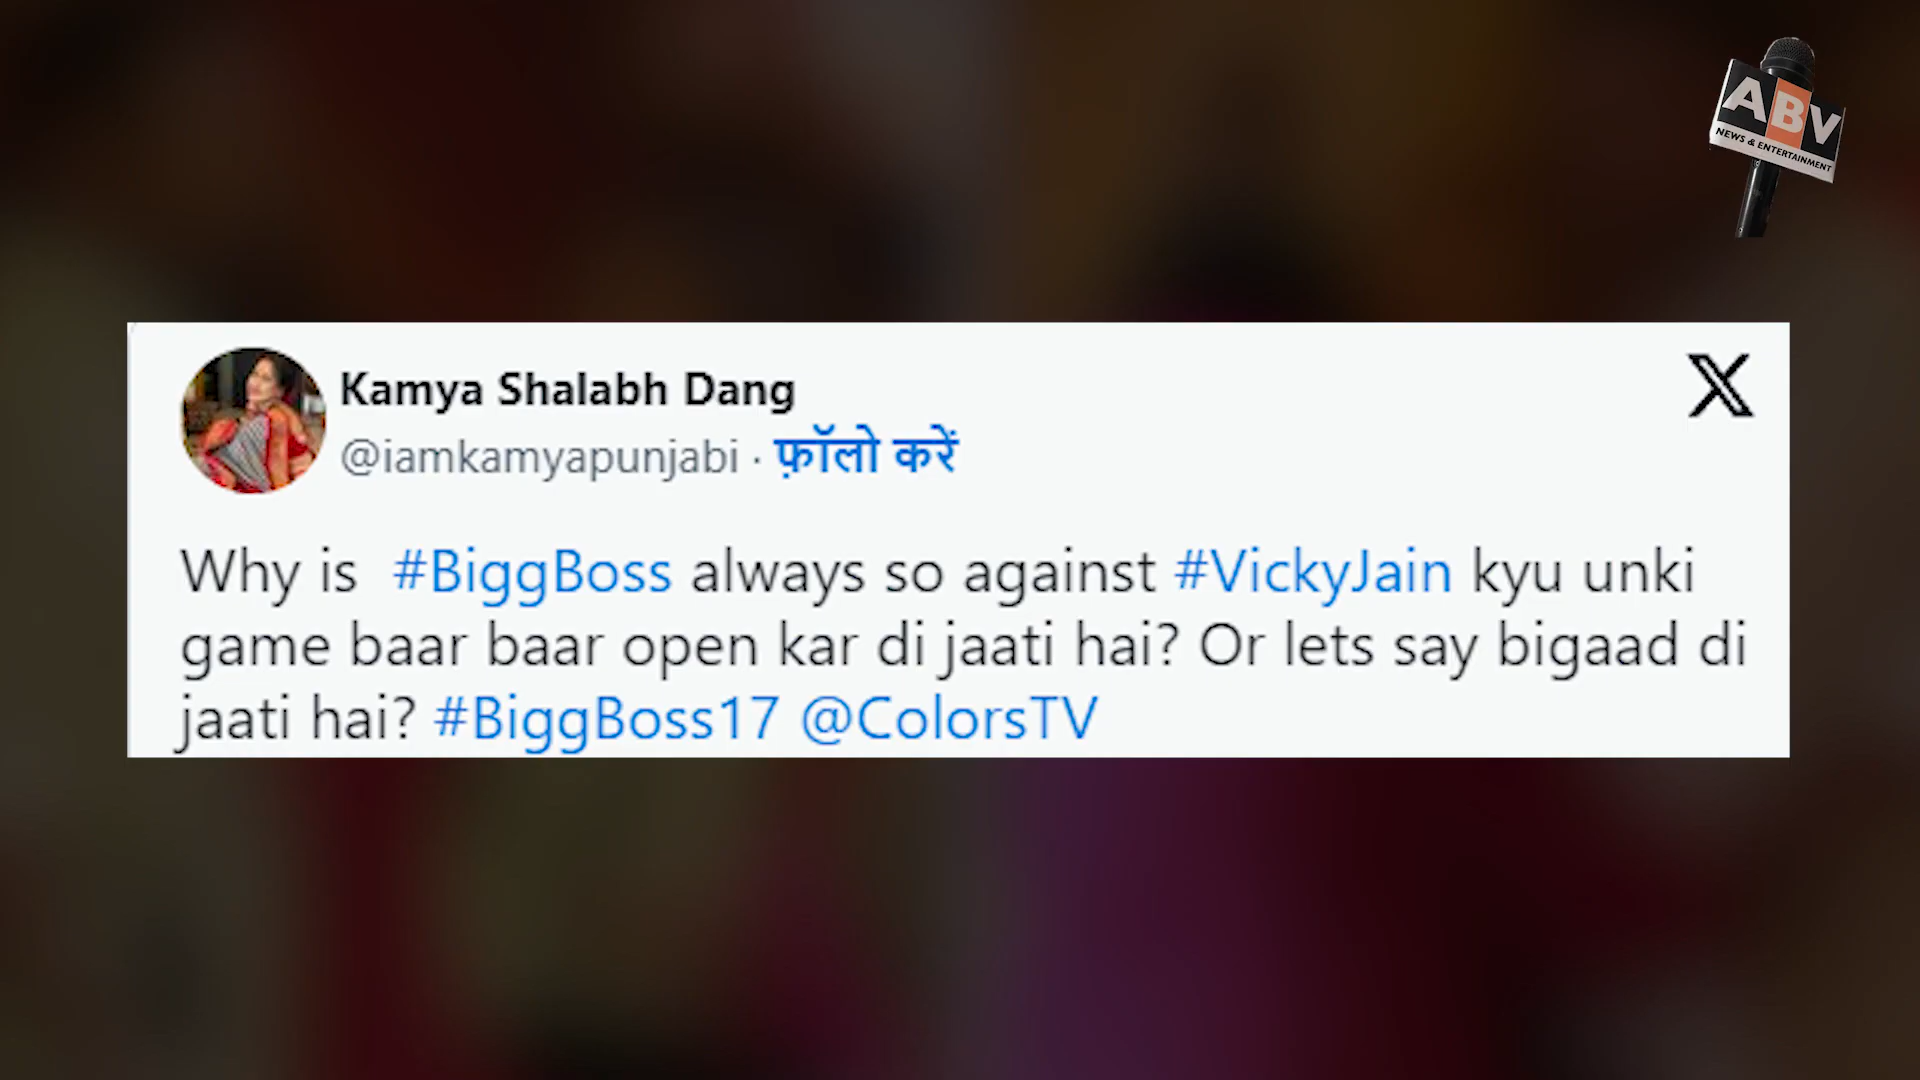 ABV
NEWS & ENTERTAINMENT
Kamya Shalabh Dang
@iamkamyapunjabi · फ़ॉलो करें
Why is #BiggBoss always so against #VickyJain kyu unki
game baar baar open kar di jaati hai? Or lets say bigaad di
jaati hai? #BiggBoss17 @ColorsTV